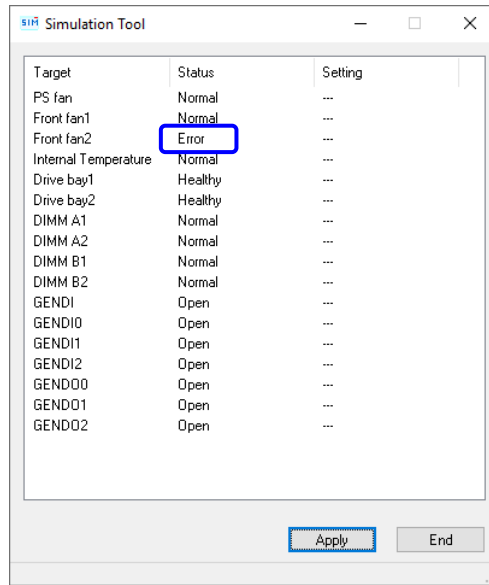 SIM Simulation Tool
Target Status Setting
PS fan Normal ---
Front fan1 Normal ---
Front fan2 Error ---
Internal Temperature Normal ---
Drive bay1 Healthy ---
Drive bay2 Healthy ---
DIMM A1 Normal ---
DIMM A2 Normal ---
DIMM B1 Normal ---
DIMM B2 Normal ---
GENDI Open ---
GENDI0 Open ---
GENDI1 Open ---
GENDI2 Open ---
GENDO0 Open ---
GENDO1 Open ---
GENDO2 Open ---
Apply End